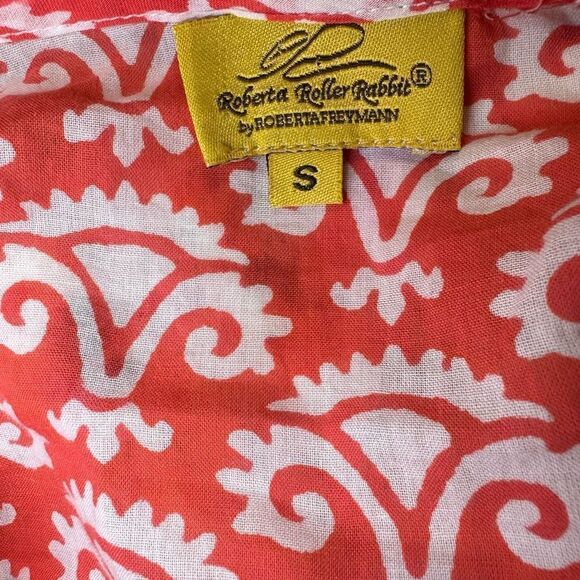 Roberta Roller Rabbit®
by ROBERTAFREYMANN
S